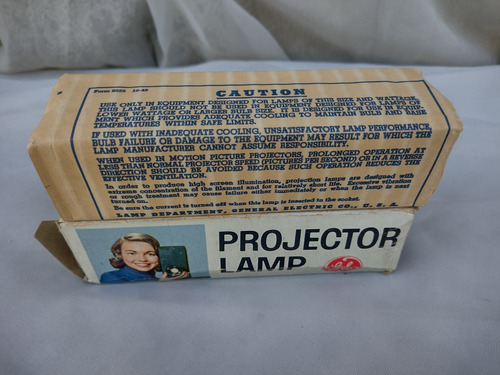 Form 9082 10-48
CAUTION
USE ONLY IN EQUIPMENT DESIGNED FOR LAMPS OF THIS SIZE AND WATTAGE.
THIS LAMP SHOULD NOT BE USED IN EQUIPMENT DESIGNED FOR LAMPS OF
LOWER WATTAGE OR LARGER BULB SIZE. IT IS DESIGNED FOR USE IN EQUIP-
MENT WHICH PROVIDES ADEQUATE COOLING TO MAINTAIN BULB AND BASE
TEMPERATURES WITHIN SAFE LIMITS.
IF USED WITH INADEQUATE COOLING, UNSATISFACTORY LAMP PERFORMANCE,
BULB FAILURE OR DAMAGE TO THE EQUIPMENT MAY RESULT FOR WHICH THE
LAMP MANUFACTURER CANNOT ASSUME RESPONSIBILITY.
WHEN USED IN MOTION PICTURE PROJECTORS, PROLONGED OPERATION AT
LESS THAN NORMAL PROJECTOR SPEED (PICTURES PER SECOND) OR IN A REVERSE
DIRECTION SHOULD BE AVOIDED BECAUSE SUCH OPERATION REDUCES THE
EFFECTIVE VENTILATION.
In order to produce high screen illumination, projection lamps are designed with
extreme concentration of the filament and for relatively short life. Excessive vibration
or rough treatment may cause failure either immediately or when the lamp is next
turned on.
Be sure the current is turned off when this lamp is inserted in the socket.
LAMP DEPARTMENT, GENERAL ELECTRIC CO., U. S. A.
PROJECTOR
LAMP